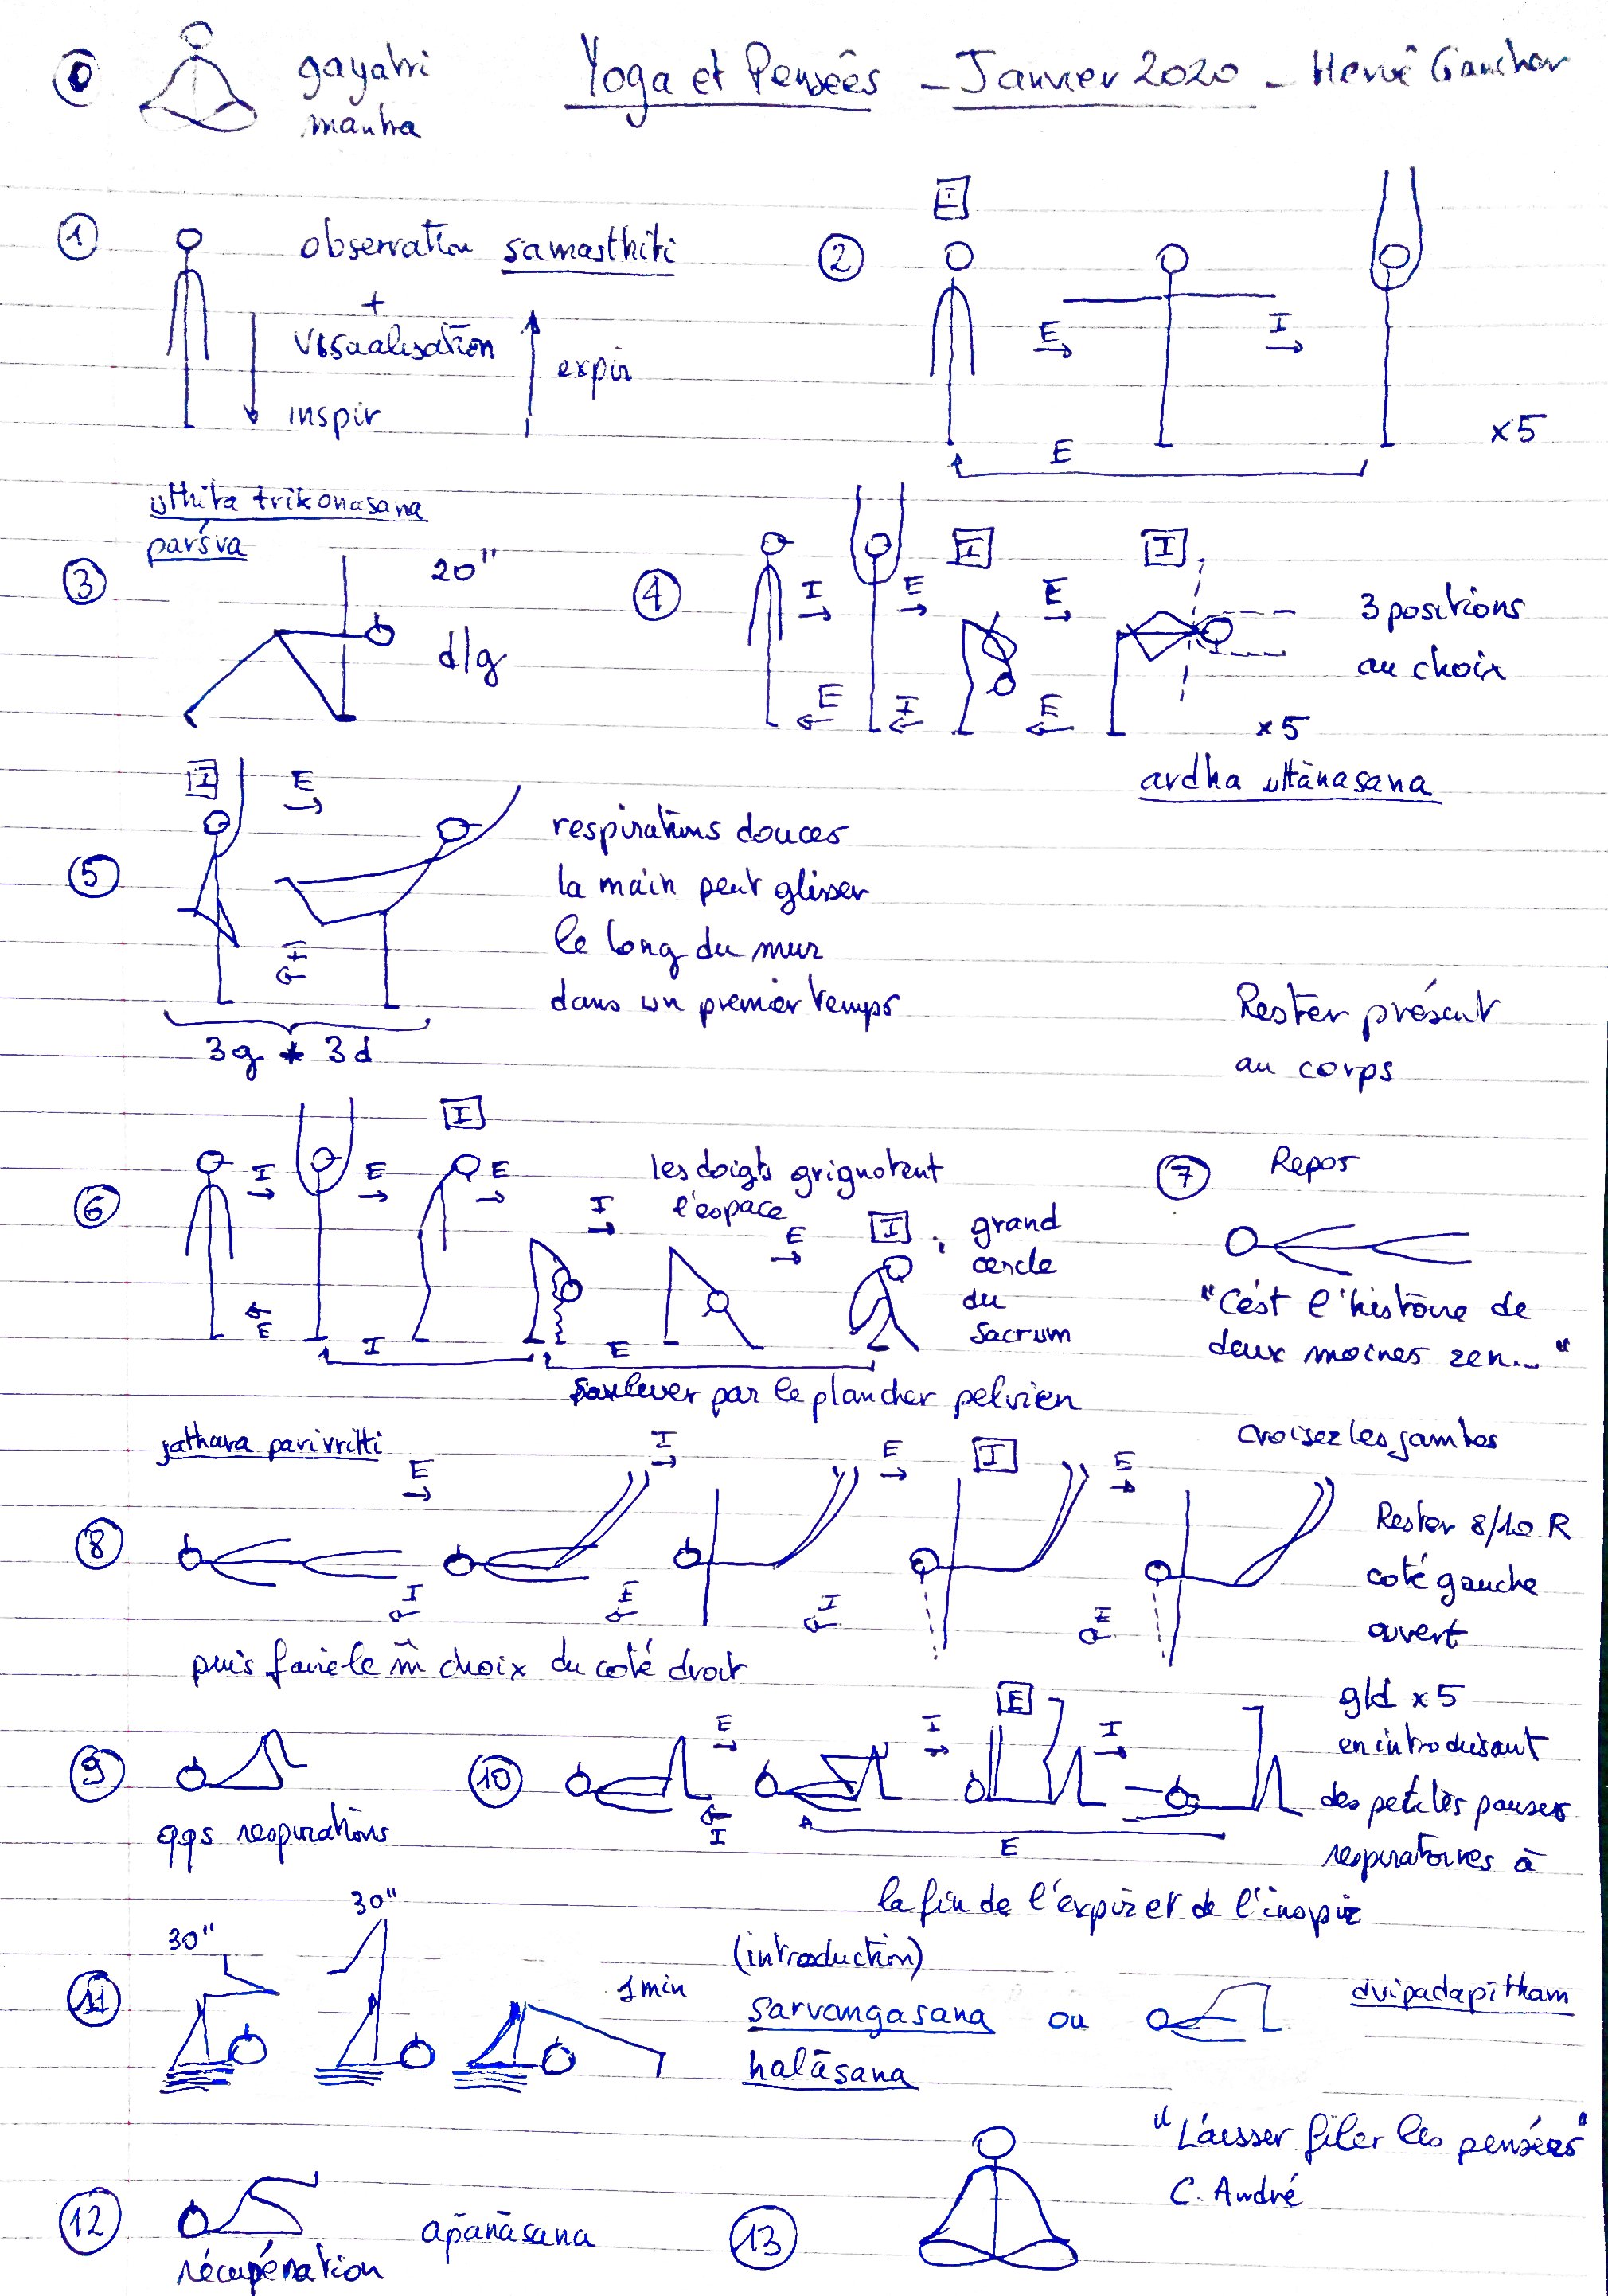 0 gayatri Yoga et Pensées - Janvier 2020 - Hervé
mantra
1 observation samasthiti
+
visualisation
inspir
expir
2 I
E I
E
x5
uthita trikonasana
parśva
3 20"
d/g
4 I E I E I
E I E
3 positions
au choix
x5
ardha uttānasana
5 I E
I
3g * 3d
respirations douces
la main peut glisser
le long du mur
dans un premier temps
Rester présent
au corps
6 I E I E I E I
E
I E
les doigts grignotent
l'espace
grand
cercle
du
sacrum
soulever par le plancher pelvien
7 Repos
"C'est l'histoire de
deux moines zen..."
jathara parivritti
8 E I E I E
I E I E
croisez les jambes
Rester 8/10 R
coté gauche
ouvert
puis faire le m̂ choix du coté droit
9
qqs respirations
10 E I E I
I
E
g/d x5
en introduisant
des petites pauses
respiratoires à
la fin de l'expir et de l'inspir
11 30" 30" 1min
(introduction)
sarvangasana ou dvipadapitham
halāsana
12 apānāsana
récupération
13
"Laisser filer les pensées"
C. André